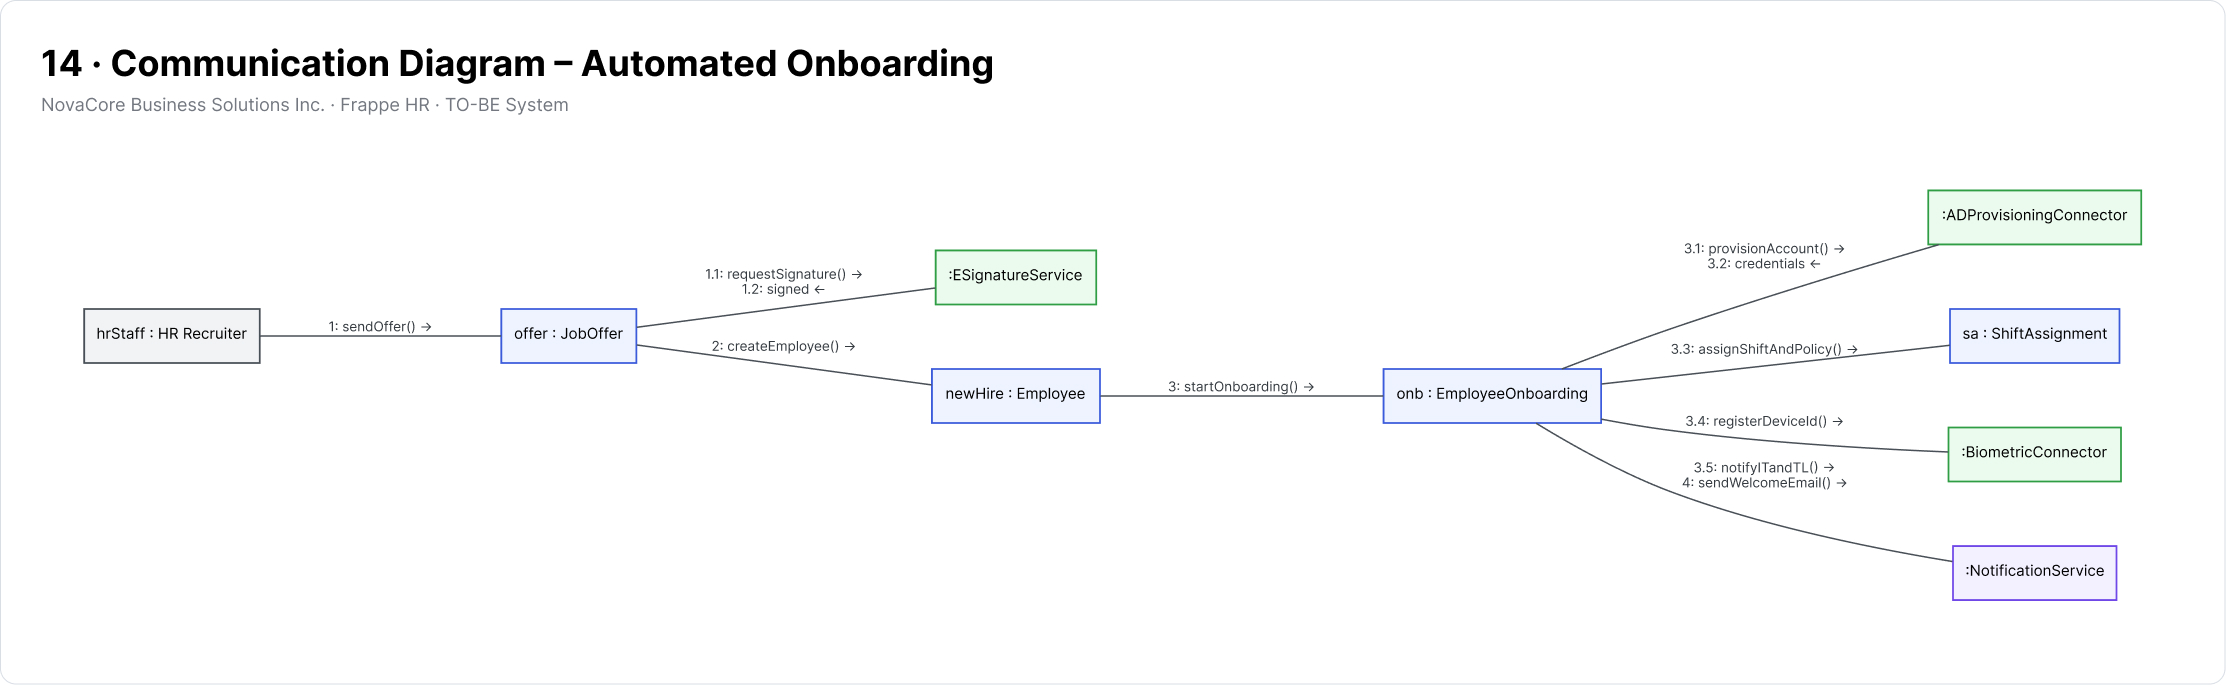 14 · Communication Diagram – Automated Onboarding
NovaCore Business Solutions Inc. · Frappe HR · TO-BE System
hrStaff : HR Recruiter
1: sendOffer() →
offer : JobOffer
1.1: requestSignature() →
1.2: signed ←
:ESignatureService
2: createEmployee() →
newHire : Employee
3: startOnboarding() →
onb : EmployeeOnboarding
3.1: provisionAccount() →
3.2: credentials ←
:ADProvisioningConnector
3.3: assignShiftAndPolicy() →
sa : ShiftAssignment
3.4: registerDeviceId() →
:BiometricConnector
3.5: notifyITandTL() →
4: sendWelcomeEmail() →
:NotificationService